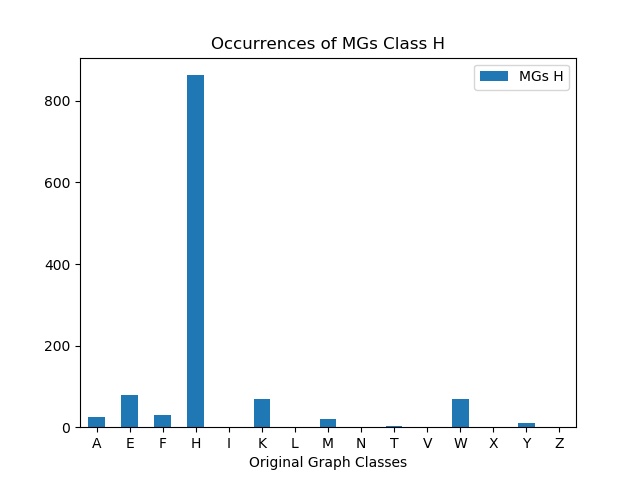 Occurrences of MGs Class H
MGs H
800
600
400
200
0
A E F H I K L M N T V W X Y Z
Original Graph Classes